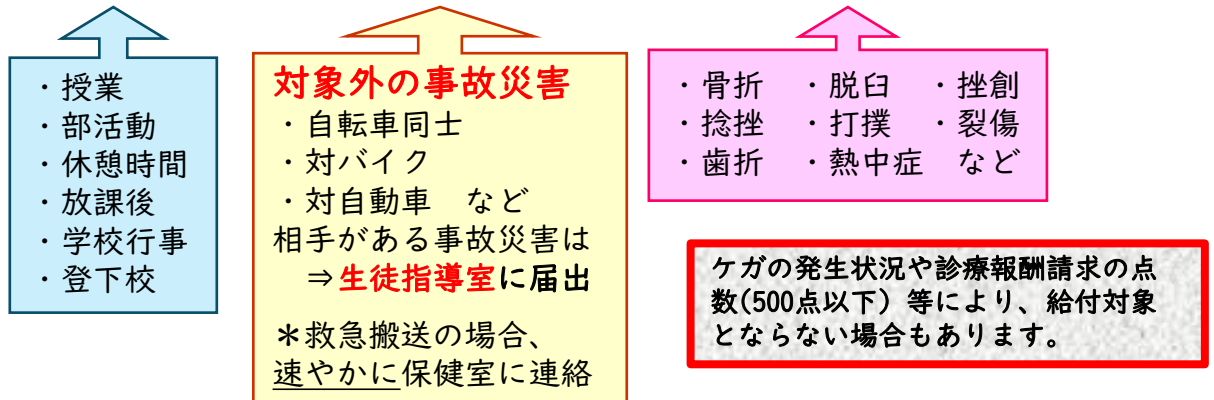 ・授業
・部活動
・休憩時間
・放課後
・学校行事
・登下校
対象外の事故災害
・自転車同士
・対バイク
・対自動車　など
相手がある事故災害は
⇒生徒指導室に届出
＊救急搬送の場合、
速やかに保健室に連絡
・骨折　・脱臼　・挫創
・捻挫　・打撲　・裂傷
・歯折　・熱中症　など
ケガの発生状況や診療報酬請求の点
数(500点以下）等により、給付対象
とならない場合もあります。